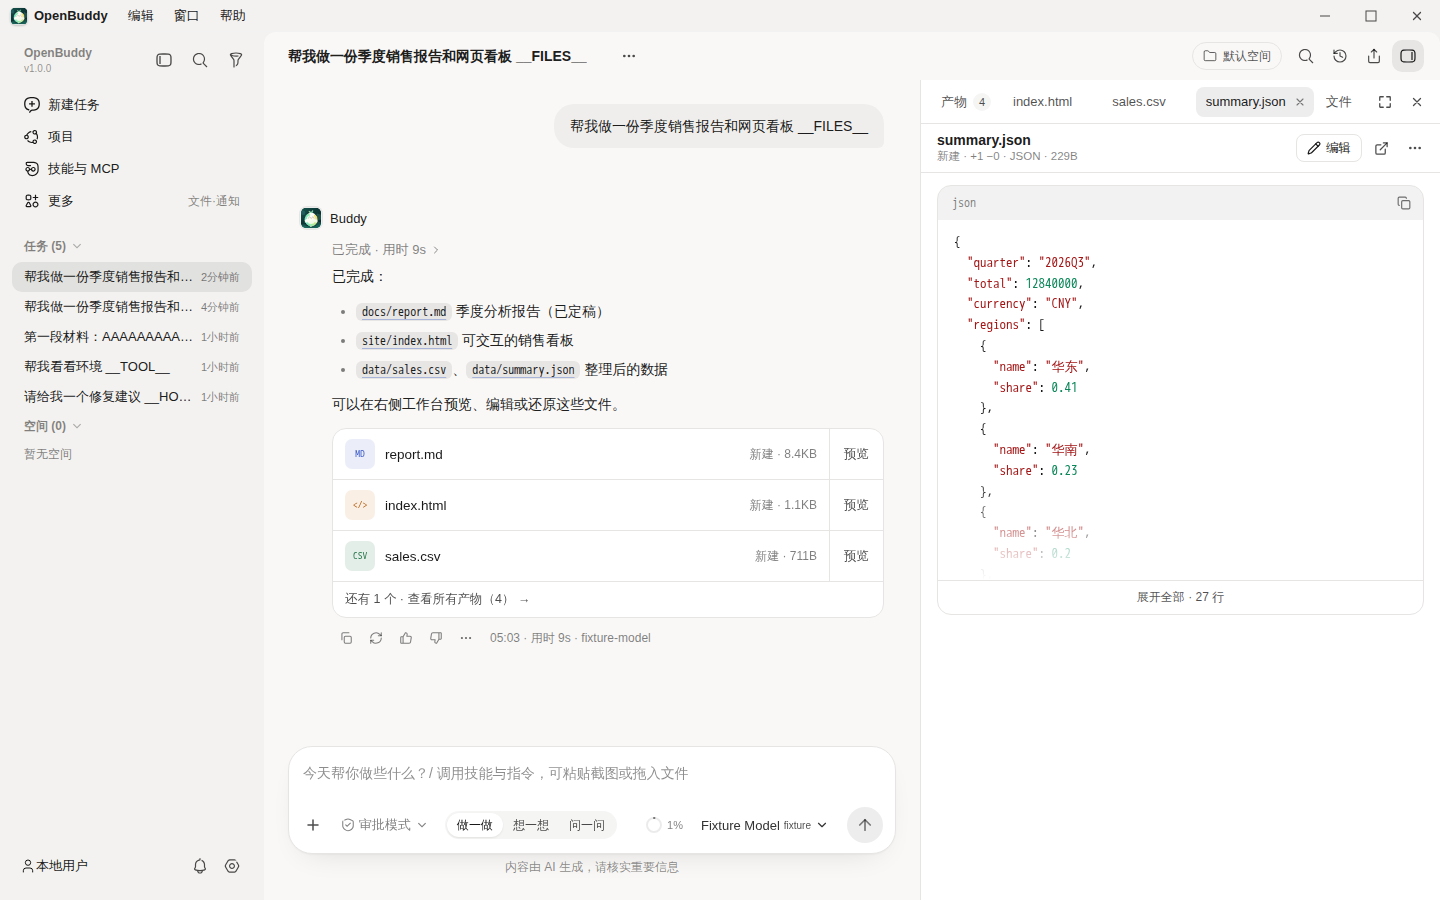 OpenBuddy 编辑 窗口 帮助
OpenBuddy
v1.0.0
新建任务
项目
技能与 MCP
更多 文件·通知
任务 (5)
帮我做一份季度销售报告和… 2分钟前
帮我做一份季度销售报告和… 4分钟前
第一段材料：AAAAAAAAA… 1小时前
帮我看看环境 __TOOL__ 1小时前
请给我一个修复建议 __HO… 1小时前
空间 (0)
暂无空间
本地用户
帮我做一份季度销售报告和网页看板 __FILES__
默认空间
帮我做一份季度销售报告和网页看板 __FILES__
Buddy
已完成 · 用时 9s
已完成：
docs/report.md 季度分析报告（已定稿）
site/index.html 可交互的销售看板
data/sales.csv、data/summary.json 整理后的数据
可以在右侧工作台预览、编辑或还原这些文件。
MD report.md 新建 · 8.4KB 预览
</> index.html 新建 · 1.1KB 预览
CSV sales.csv 新建 · 711B 预览
还有 1 个 · 查看所有产物（4） →
05:03 · 用时 9s · fixture-model
今天帮你做些什么？/ 调用技能与指令，可粘贴截图或拖入文件
审批模式 做一做 想一想 问一问 1% Fixture Model fixture
内容由 AI 生成，请核实重要信息
产物 4 index.html sales.csv summary.json 文件
summary.json
新建 · +1 −0 · JSON · 229B
编辑
json
{
"quarter": "2026Q3",
"total": 12840000,
"currency": "CNY",
"regions": [
{
"name": "华东",
"share": 0.41
},
{
"name": "华南",
"share": 0.23
},
{
"name": "华北",
"share": 0.2
}
展开全部 · 27 行